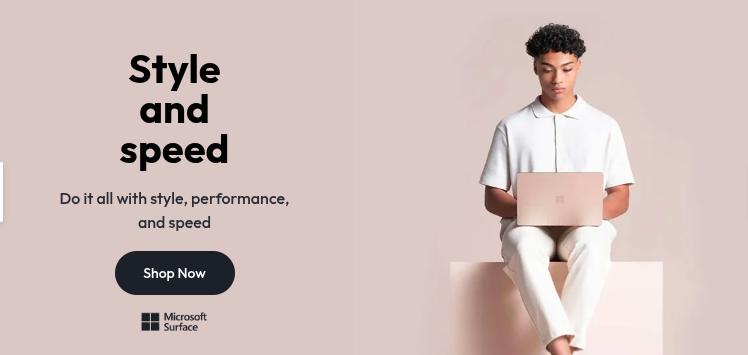 Style
and
speed
Do it all with style, performance,
and speed
Shop Now
Microsoft
Surface